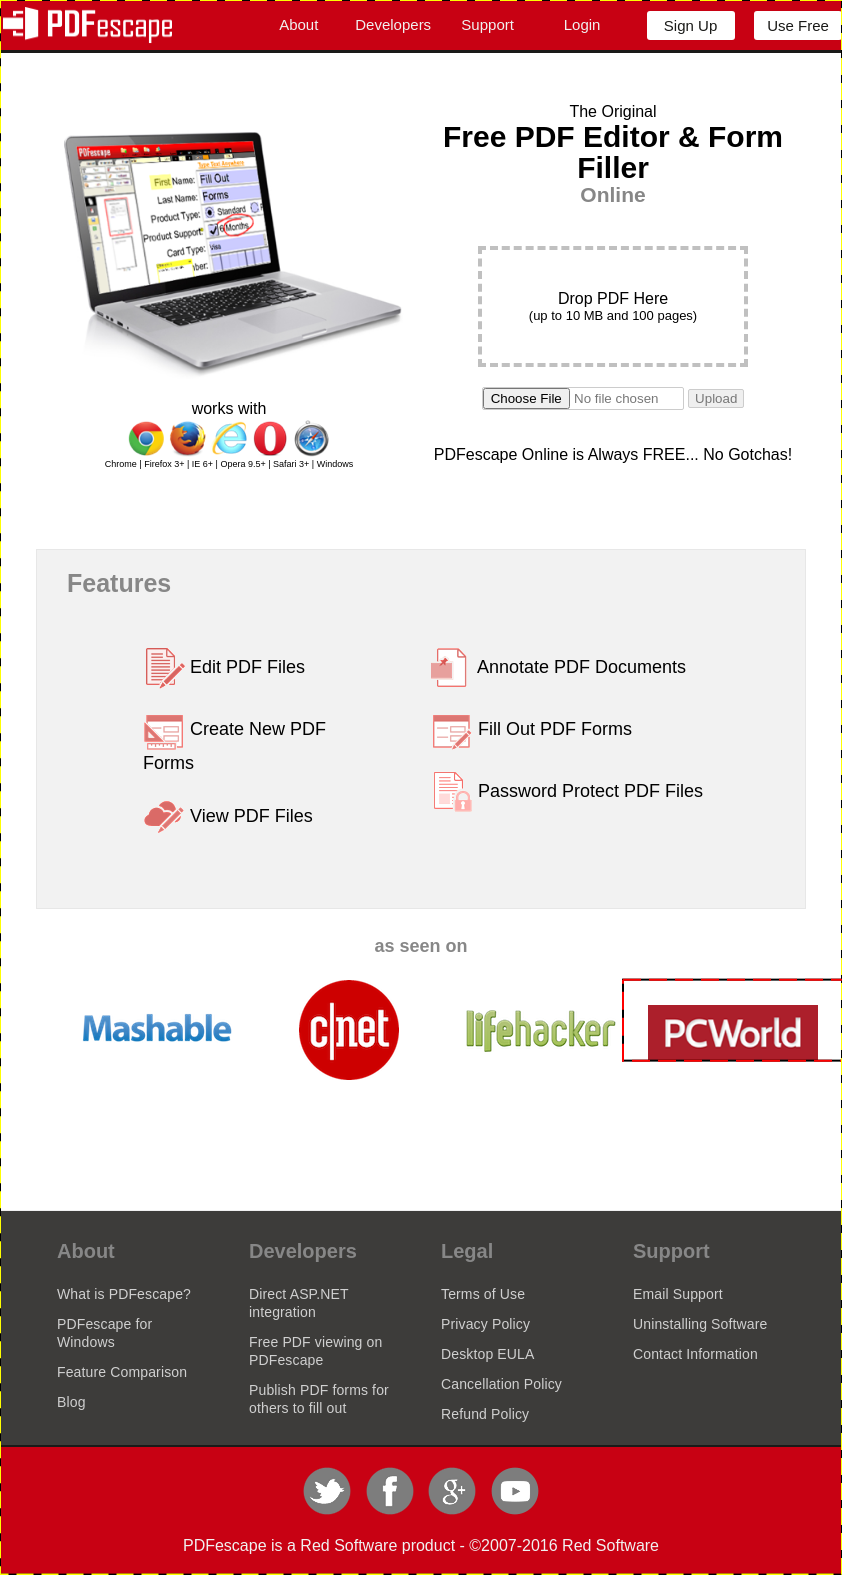 PDFescape
About Developers Support Login Sign Up Use Free
The Original
Free PDF Editor & Form
Filler
Online
PDFescape
Type Text Anywhere
First Name: Fill Out
Last Name: Forms
Product Type: Standard
Product Support: 6 Months
Card Type: Visa
Drop PDF Here
(up to 10 MB and 100 pages)
Choose File No file chosen Upload
works with
Chrome | Firefox 3+ | IE 6+ | Opera 9.5+ | Safari 3+ | Windows
PDFescape Online is Always FREE... No Gotchas!
Features
Edit PDF Files
Create New PDF
Forms
View PDF Files
Annotate PDF Documents
Fill Out PDF Forms
Password Protect PDF Files
as seen on
Mashable
c|net
lifehacker
PCWorld
About
What is PDFescape?
PDFescape for
Windows
Feature Comparison
Blog
Developers
Direct ASP.NET
integration
Free PDF viewing on
PDFescape
Publish PDF forms for
others to fill out
Legal
Terms of Use
Privacy Policy
Desktop EULA
Cancellation Policy
Refund Policy
Support
Email Support
Uninstalling Software
Contact Information
PDFescape is a Red Software product - ©2007-2016 Red Software